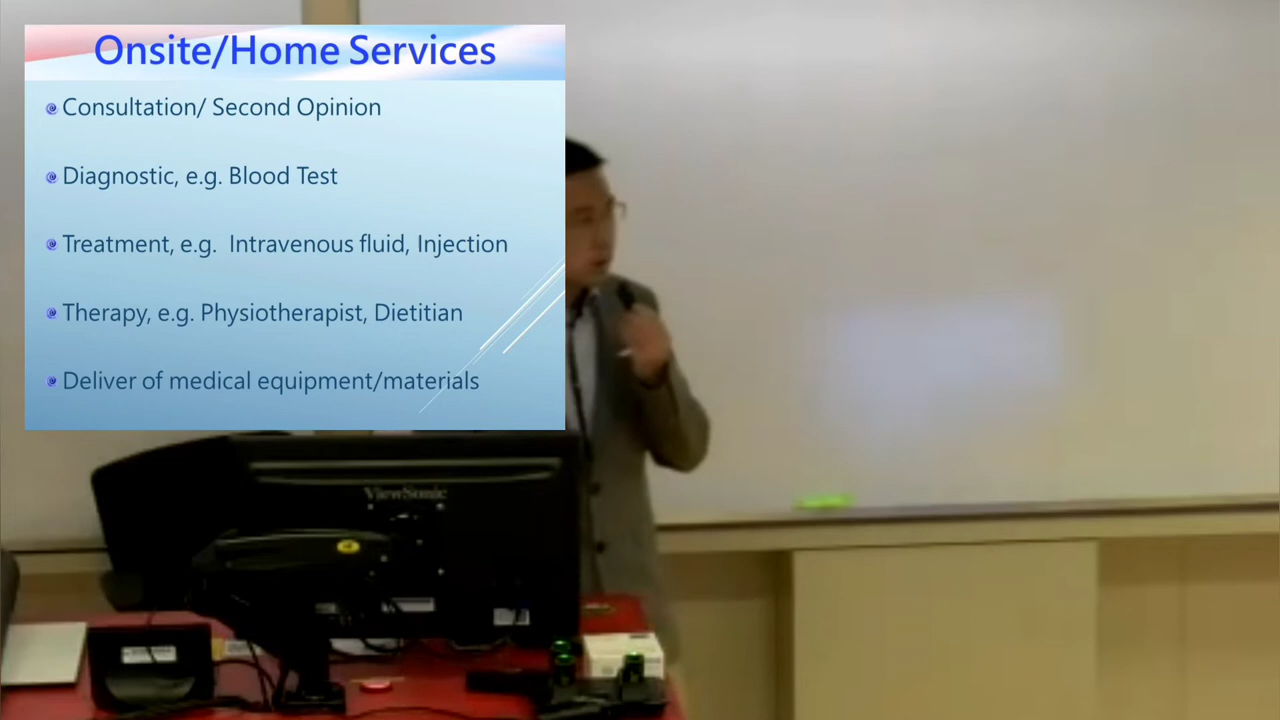 Onsite/Home Services
Consultation/ Second Opinion
Diagnostic, e.g. Blood Test
Treatment, e.g. Intravenous fluid, Injection
Therapy, e.g. Physiotherapist, Dietitian
Deliver of medical equipment/materials
ViewSonic